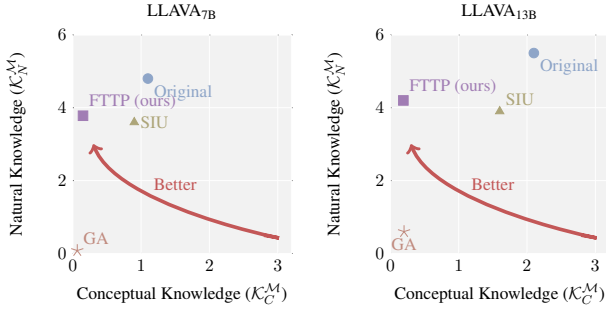 LLAVA7B
Natural Knowledge (𝒦_N^ℳ)
6
4
2
0
Original
FTTP (ours)
SIU
Better
GA
0 1 2 3
Conceptual Knowledge (𝒦_C^ℳ)
LLAVA13B
Natural Knowledge (𝒦_N^ℳ)
6
4
2
0
Original
FTTP (ours)
SIU
Better
GA
0 1 2 3
Conceptual Knowledge (𝒦_C^ℳ)